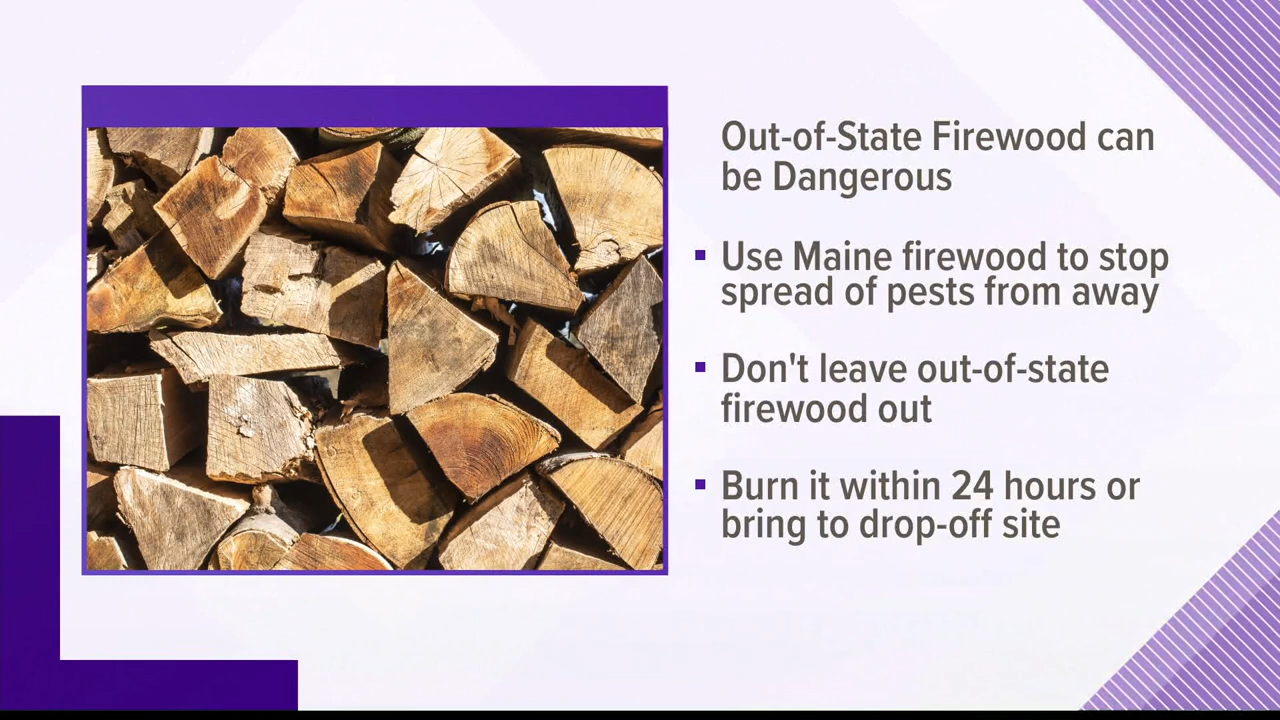 Out-of-State Firewood can
be Dangerous
Use Maine firewood to stop
spread of pests from away
Don't leave out-of-state
firewood out
Burn it within 24 hours or
bring to drop-off site